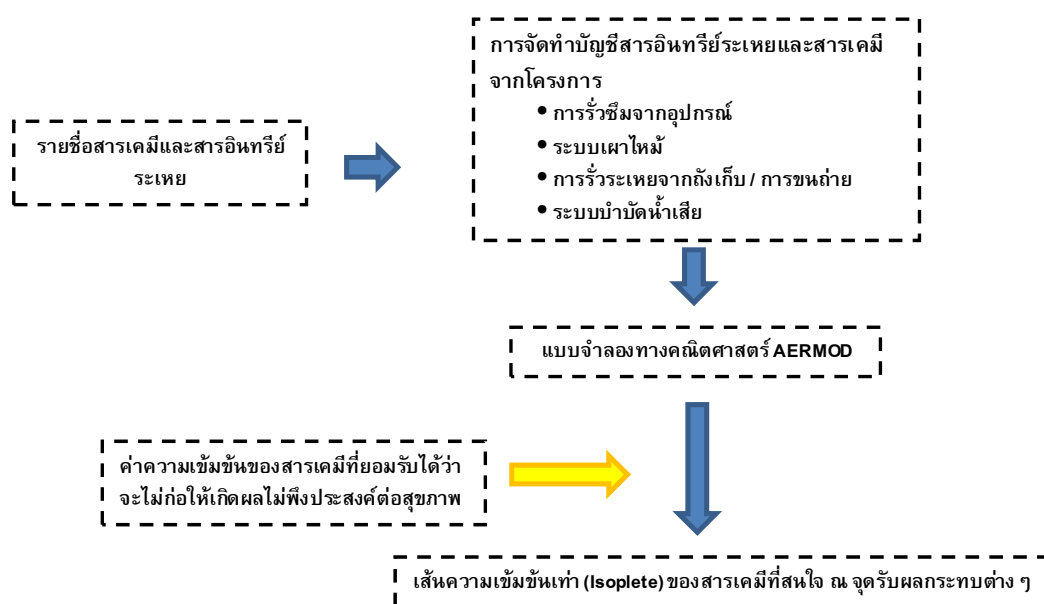 การจัดทำบัญชีสารอินทรีย์ระเหยและสารเคมี
จากโครงการ
• การรั่วซึมจากอุปกรณ์
• ระบบเผาไหม้
• การรั่วระเหยจากถังเก็บ / การขนถ่าย
• ระบบบำบัดน้ำเสีย
รายชื่อสารเคมีและสารอินทรีย์
ระเหย
แบบจำลองทางคณิตศาสตร์ AERMOD
ค่าความเข้มข้นของสารเคมีที่ยอมรับได้ว่า
จะไม่ก่อให้เกิดผลไม่พึงประสงค์ต่อสุขภาพ
เส้นความเข้มข้นเท่า (Isoplete) ของสารเคมีที่สนใจ ณ จุดรับผลกระทบต่าง ๆ